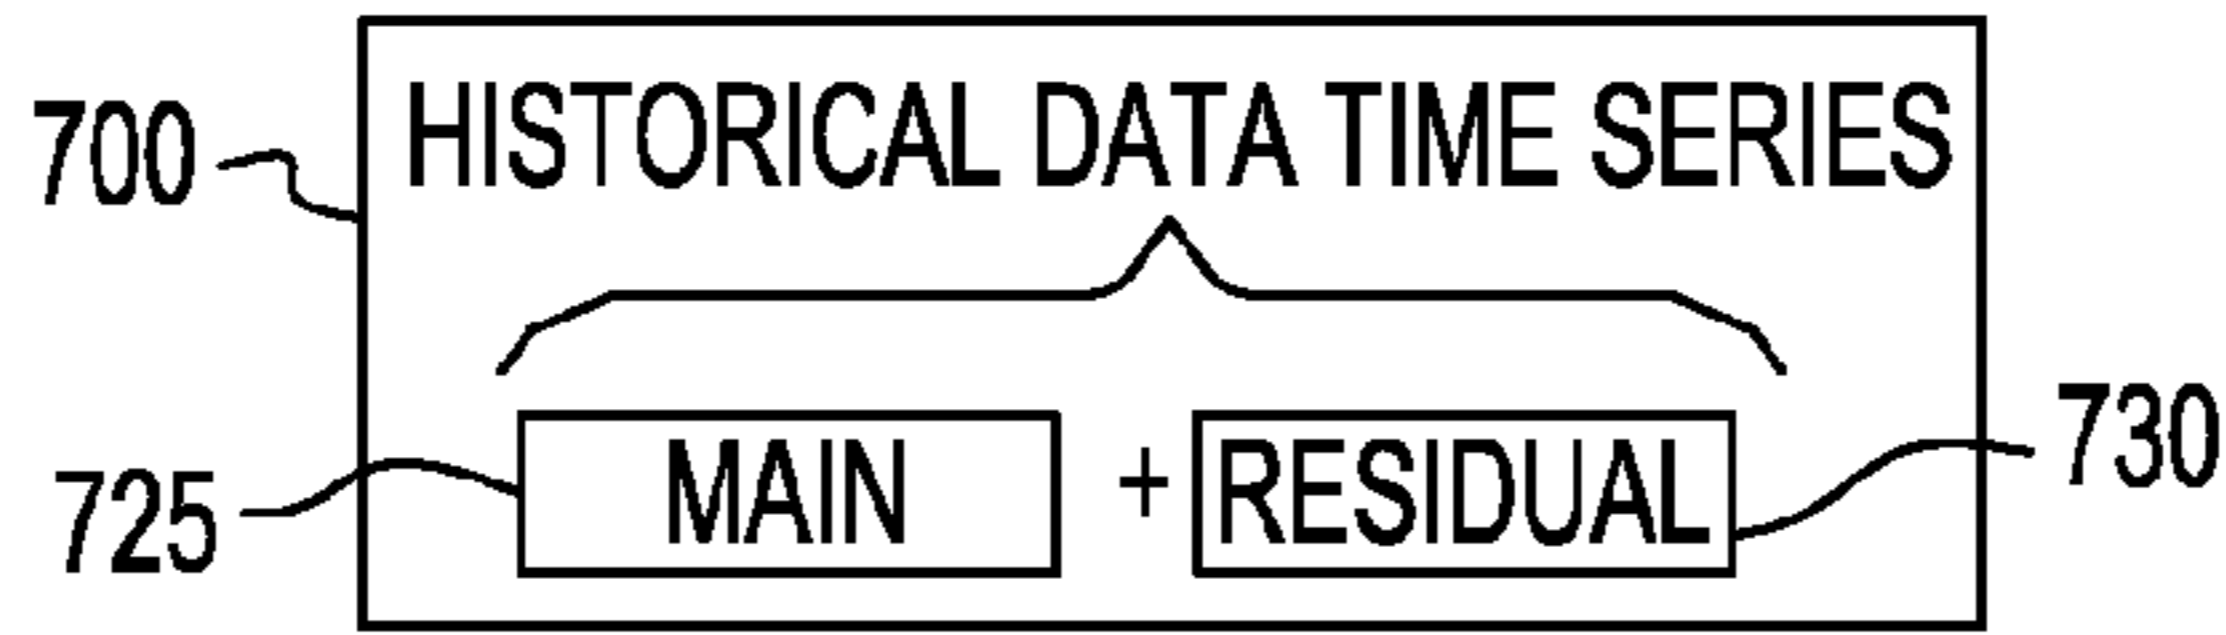 700
HISTORICAL DATA TIME SERIES
725
MAIN + RESIDUAL
730